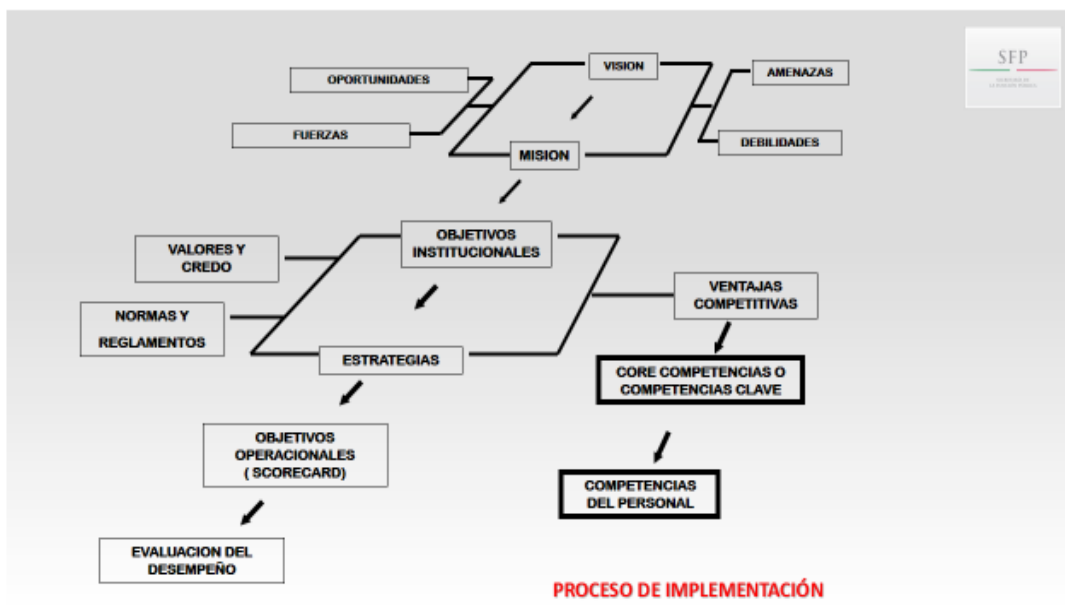 SFP
OPORTUNIDADES
VISION
AMENAZAS
FUERZAS
MISION
DEBILIDADES
VALORES Y
CREDO
OBJETIVOS
INSTITUCIONALES
NORMAS Y
REGLAMENTOS
VENTAJAS
COMPETITIVAS
ESTRATEGIAS
CORE COMPETENCIAS O
COMPETENCIAS CLAVE
OBJETIVOS
OPERACIONALES
( SCORECARD)
COMPETENCIAS
DEL PERSONAL
EVALUACION DEL
DESEMPEÑO
PROCESO DE IMPLEMENTACIÓN